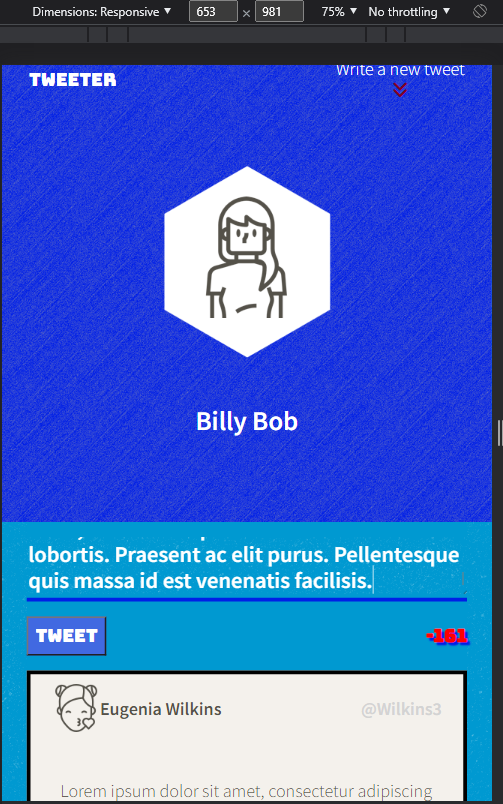 Dimensions: Responsive 653 × 981 75% No throttling
TWEETER
Write a new tweet
Billy Bob
lobortis. Praesent ac elit purus. Pellentesque
quis massa id est venenatis facilisis.
TWEET
-161
Eugenia Wilkins
@Wilkins3
Lorem ipsum dolor sit amet, consectetur adipiscing